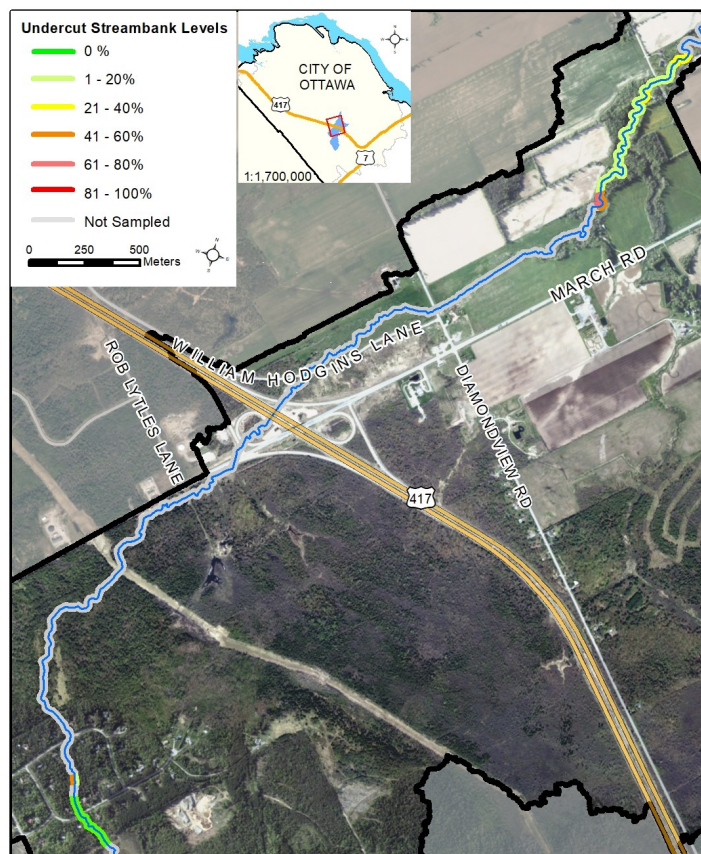 Undercut Streambank Levels
0 %
1 - 20%
21 - 40%
41 - 60%
61 - 80%
81 - 100%
Not Sampled
0 250 500
Meters
N
E
S
W
CITY OF
OTTAWA
417
7
1:1,700,000
N
E
S
W
MARCH RD
WILLIAM HODGINS LANE
ROB LYTLES LANE
DIAMONDVIEW RD
417